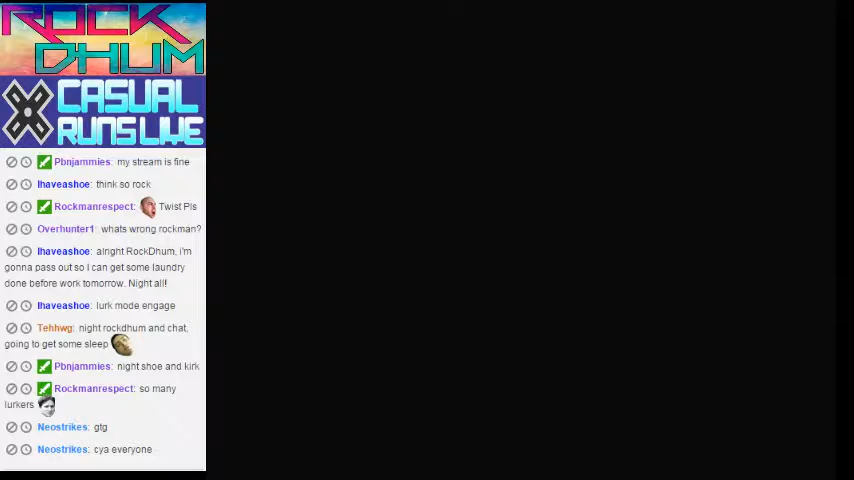 ROCK
DHUM
CASUAL
RUNS LIVE
Pbnjammies: my stream is fine
Ihaveashoe: think so rock
Rockmanrespect: Twist Pls
Overhunter1: whats wrong rockman?
Ihaveashoe: alright RockDhum, i'm
gonna pass out so I can get some laundry
done before work tomorrow. Night all!
Ihaveashoe: lurk mode engage
Tehhwg: night rockdhum and chat,
going to get some sleep
Pbnjammies: night shoe and kirk
Rockmanrespect: so many
lurkers
Neostrikes: gtg
Neostrikes: cya everyone